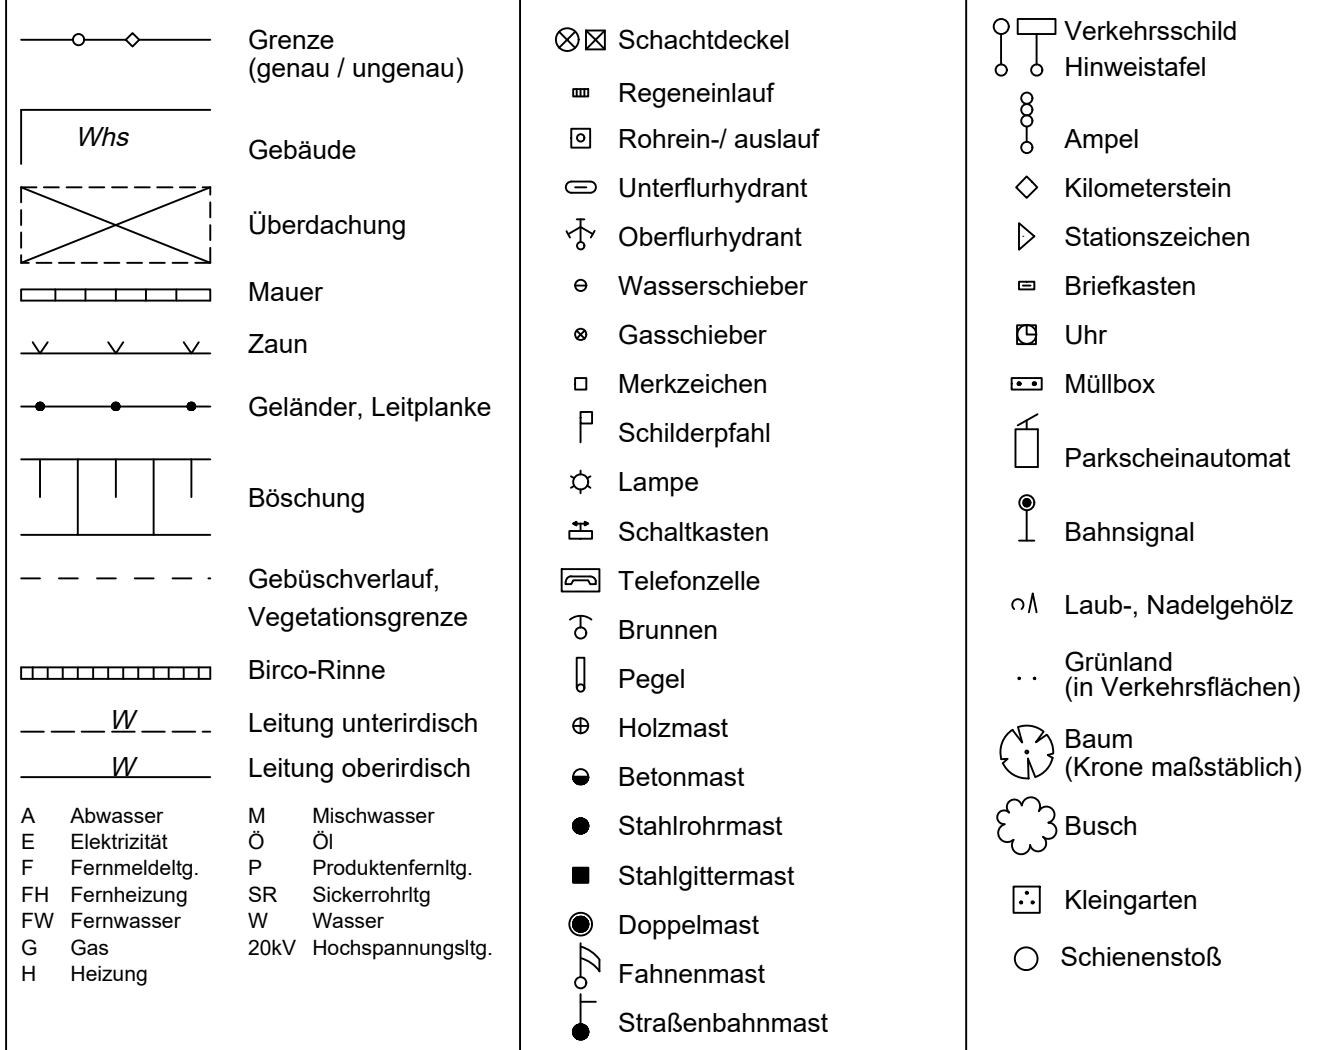 Grenze
(genau / ungenau)
Whs
Gebäude
Überdachung
Mauer
Zaun
Geländer, Leitplanke
Böschung
Gebüschverlauf,
Vegetationsgrenze
Birco-Rinne
W Leitung unterirdisch
W Leitung oberirdisch
A Abwasser M Mischwasser
E Elektrizität Ö Öl
F Fernmeldeltg. P Produktenfernltg.
FH Fernheizung SR Sickerrohrltg
FW Fernwasser W Wasser
G Gas 20kV Hochspannungsltg.
H Heizung
Schachtdeckel
Regeneinlauf
Rohrein-/ auslauf
Unterflurhydrant
Oberflurhydrant
Wasserschieber
Gasschieber
Merkzeichen
Schilderpfahl
Lampe
Schaltkasten
Telefonzelle
Brunnen
Pegel
Holzmast
Betonmast
Stahlrohrmast
Stahlgittermast
Doppelmast
Fahnenmast
Straßenbahnmast
Verkehrsschild
Hinweistafel
Ampel
Kilometerstein
Stationszeichen
Briefkasten
Uhr
Müllbox
Parkscheinautomat
Bahnsignal
Laub-, Nadelgehölz
Grünland
(in Verkehrsflächen)
Baum
(Krone maßstäblich)
Busch
Kleingarten
Schienenstoß